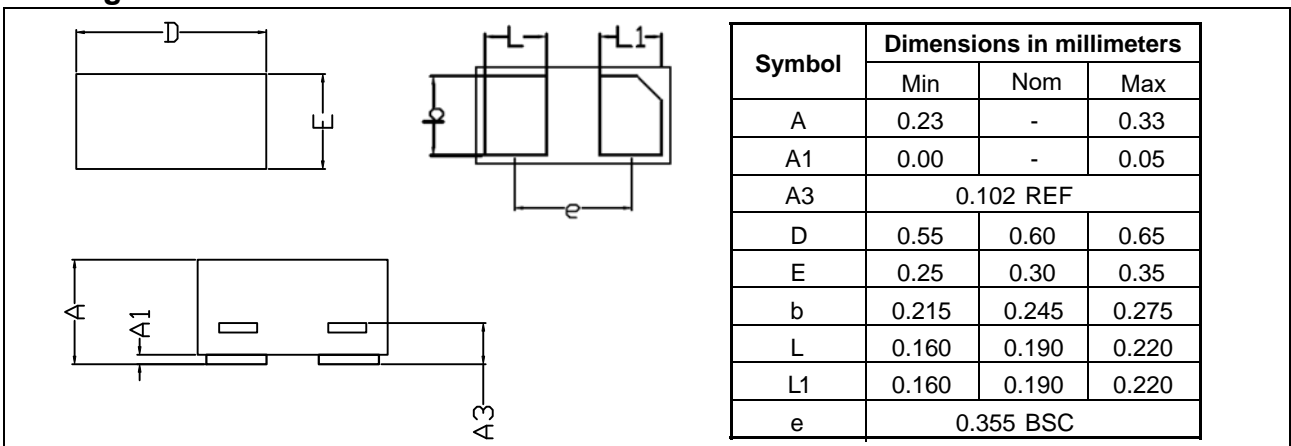 D
E
L
L1
b
e
A
A1
A3
Symbol Dimensions in millimeters
Min Nom Max
A 0.23 - 0.33
A1 0.00 - 0.05
A3 0.102 REF
D 0.55 0.60 0.65
E 0.25 0.30 0.35
b 0.215 0.245 0.275
L 0.160 0.190 0.220
L1 0.160 0.190 0.220
e 0.355 BSC